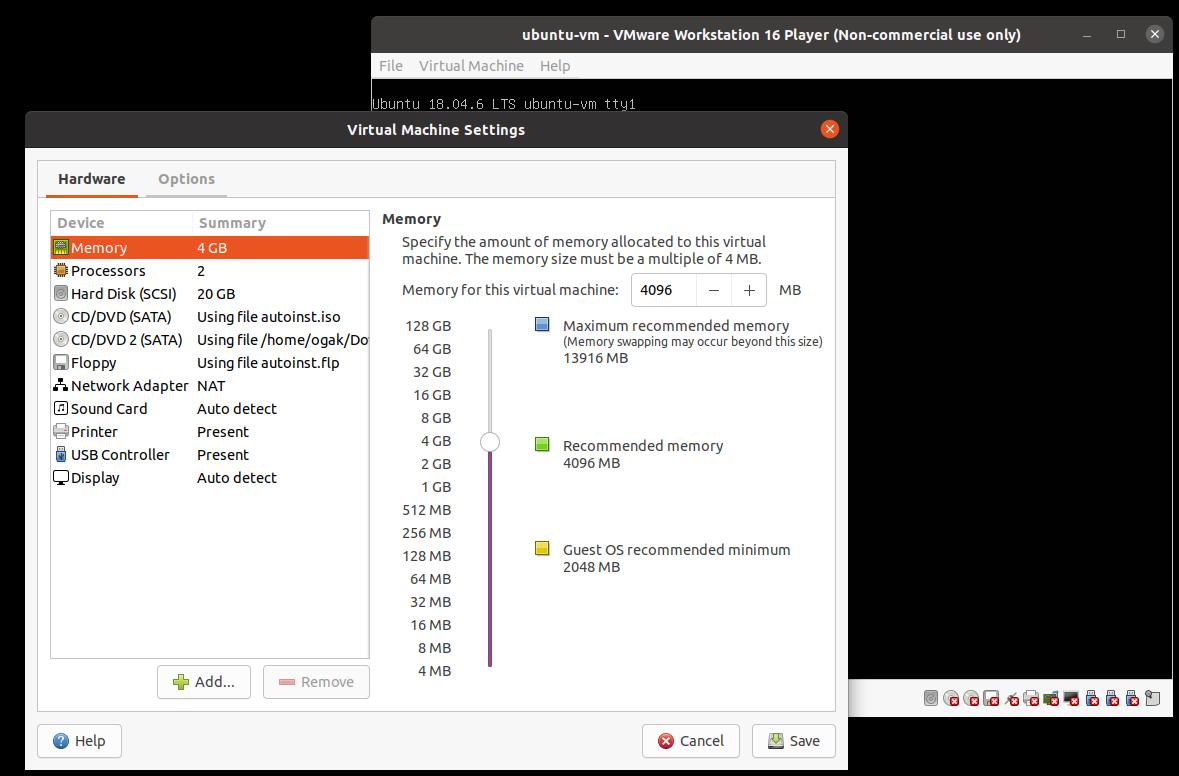 ubuntu-vm - VMware Workstation 16 Player (Non-commercial use only)
File Virtual Machine Help
Ubuntu 18.04.6 LTS ubuntu-vm tty1
Virtual Machine Settings
Hardware Options
Device Summary
Memory 4 GB
Processors 2
Hard Disk (SCSI) 20 GB
CD/DVD (SATA) Using file autoinst.iso
CD/DVD 2 (SATA) Using file /home/ogak/Do
Floppy Using file autoinst.flp
Network Adapter NAT
Sound Card Auto detect
Printer Present
USB Controller Present
Display Auto detect
Add...
Remove
Memory
Specify the amount of memory allocated to this virtual
machine. The memory size must be a multiple of 4 MB.
Memory for this virtual machine: 4096 − + MB
128 GB
64 GB
32 GB
16 GB
8 GB
4 GB
2 GB
1 GB
512 MB
256 MB
128 MB
64 MB
32 MB
16 MB
8 MB
4 MB
Maximum recommended memory
(Memory swapping may occur beyond this size)
13916 MB
Recommended memory
4096 MB
Guest OS recommended minimum
2048 MB
Help
Cancel
Save